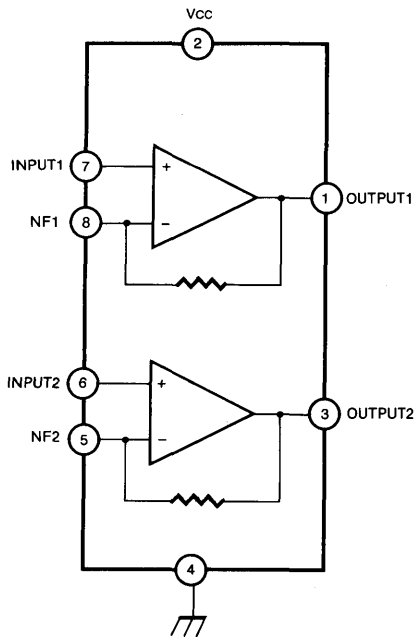 Vcc
2
INPUT1 7 + 1 OUTPUT1
NF1 8 −
INPUT2 6 + 3 OUTPUT2
NF2 5 −
4